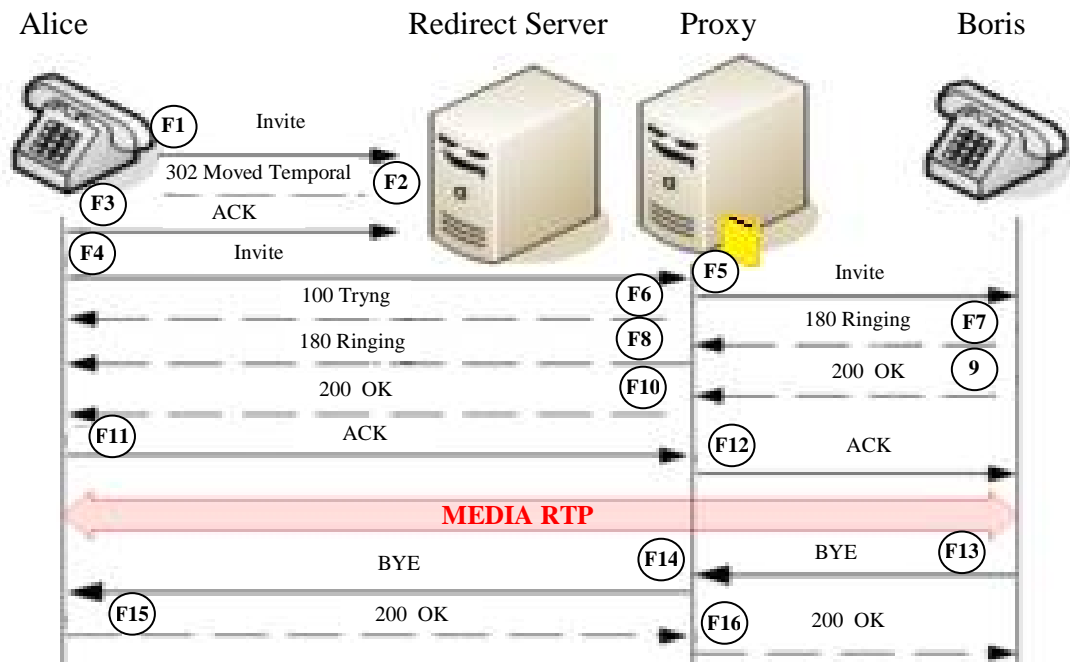 Alice Redirect Server Proxy Boris
F1 Invite
302 Moved Temporal F2
F3 ACK
F4 Invite F5 Invite
100 Tryng F6 180 Ringing F7
180 Ringing F8 200 OK 9
200 OK F10
F11 ACK F12 ACK
MEDIA RTP
BYE F14 BYE F13
F15 200 OK F16 200 OK